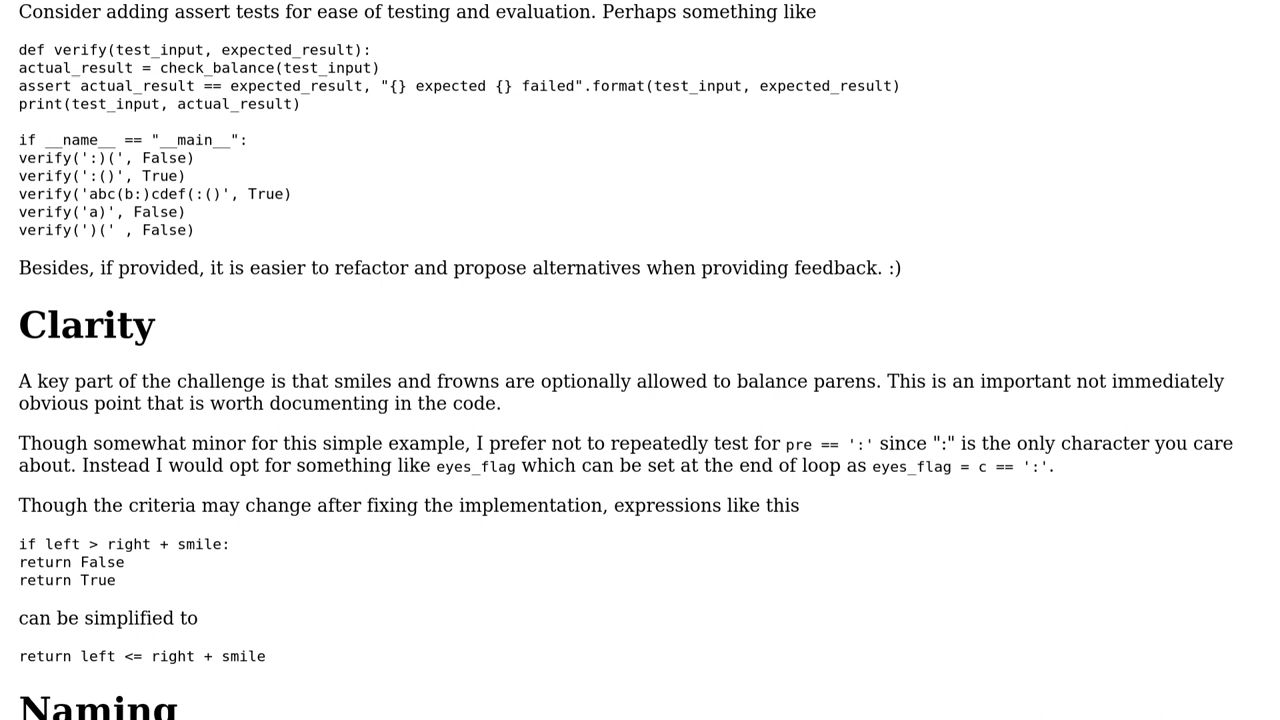 Consider adding assert tests for ease of testing and evaluation. Perhaps something like
def verify(test_input, expected_result):
actual_result = check_balance(test_input)
assert actual_result == expected_result, "{} expected {} failed".format(test_input, expected_result)
print(test_input, actual_result)
if __name__ == "__main__":
verify(':)(', False)
verify(':()', True)
verify('abc(b:)cdef(:()', True)
verify('a)', False)
verify(')(' , False)
Besides, if provided, it is easier to refactor and propose alternatives when providing feedback. :)
Clarity
A key part of the challenge is that smiles and frowns are optionally allowed to balance parens. This is an important not immediately
obvious point that is worth documenting in the code.
Though somewhat minor for this simple example, I prefer not to repeatedly test for pre == ':' since ":" is the only character you care
about. Instead I would opt for something like eyes_flag which can be set at the end of loop as eyes_flag = c == ':'.
Though the criteria may change after fixing the implementation, expressions like this
if left > right + smile:
return False
return True
can be simplified to
return left <= right + smile
Naming